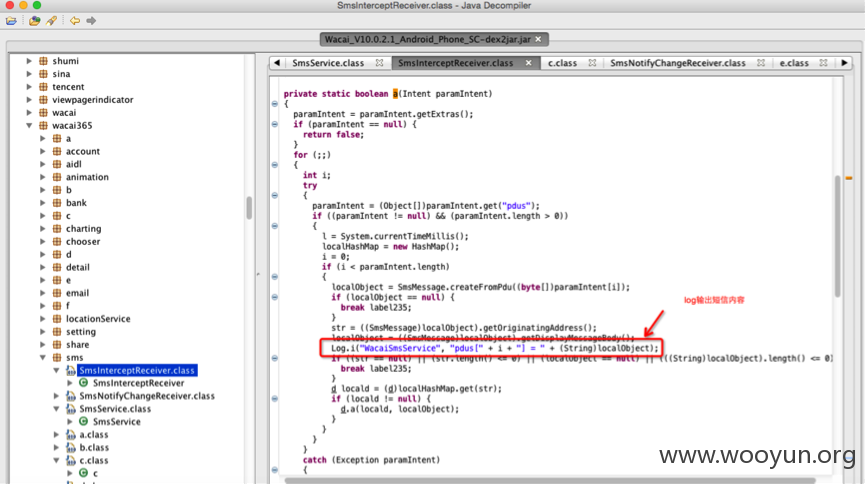 SmsInterceptReceiver.class - Java Decompiler
Wacai_V10.0.2.1_Android_Phone_SC-dex2jar.jar
shumi
sina
tencent
viewpagerindicator
wacai
wacai365
a
account
aidl
animation
b
bank
c
charting
chooser
d
detail
e
email
f
locationService
setting
share
sms
SmsInterceptReceiver.class
SmsInterceptReceiver
SmsNotifyChangeReceiver.class
SmsService.class
SmsService
a.class
b.class
c.class
c
SmsService.class SmsInterceptReceiver.class c.class SmsNotifyChangeReceiver.class e.class
private static boolean a(Intent paramIntent)
{
paramIntent = paramIntent.getExtras();
if (paramIntent == null) {
return false;
}
for (;;)
{
int i;
try
{
paramIntent = (Object[])paramIntent.get("pdus");
if ((paramIntent != null) && (paramIntent.length > 0))
{
l = System.currentTimeMillis();
localHashMap = new HashMap();
i = 0;
if (i < paramIntent.length)
{
localObject = SmsMessage.createFromPdu((byte[])paramIntent[i]);
if (localObject == null) {
break label235;
}
str = ((SmsMessage)localObject).getOriginatingAddress();
localObject = ((SmsMessage)localObject).getDisplayMessageBody();
Log.i("WacaiSmsService", "pdus[" + i + "] = " + (String)localObject);
if ((str == null) || (str.length() <= 0) || (localObject == null) || (((String)localObject).length() <= 0)
break label235;
}
d locald = (d)localHashMap.get(str);
if (locald != null) {
d.a(locald, localObject);
}
}
}
}
catch (Exception paramIntent)
{
log输出短信内容
www.wooyun.org